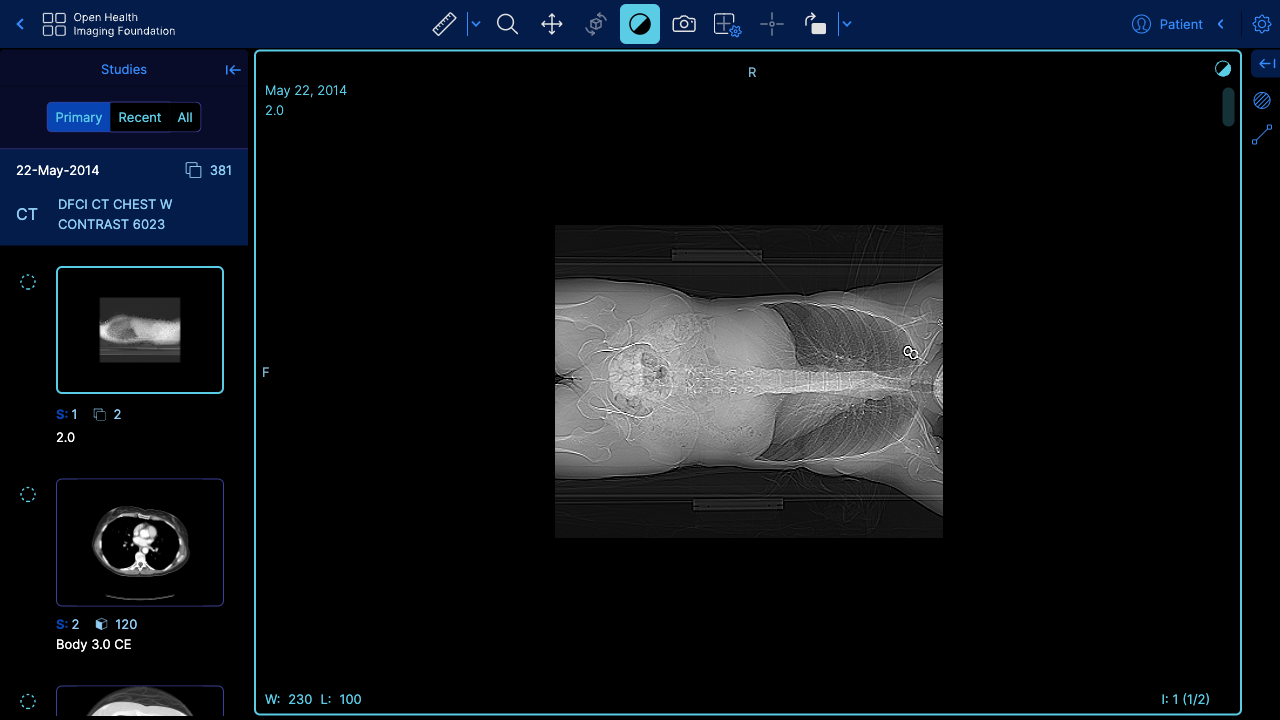 Open Health
Imaging Foundation
Patient
Studies
Primary Recent All
22-May-2014 381
CT DFCI CT CHEST W
CONTRAST 6023
S: 1 2
2.0
S: 2 120
Body 3.0 CE
R
May 22, 2014
2.0
F
W: 230 L: 100
I: 1 (1/2)